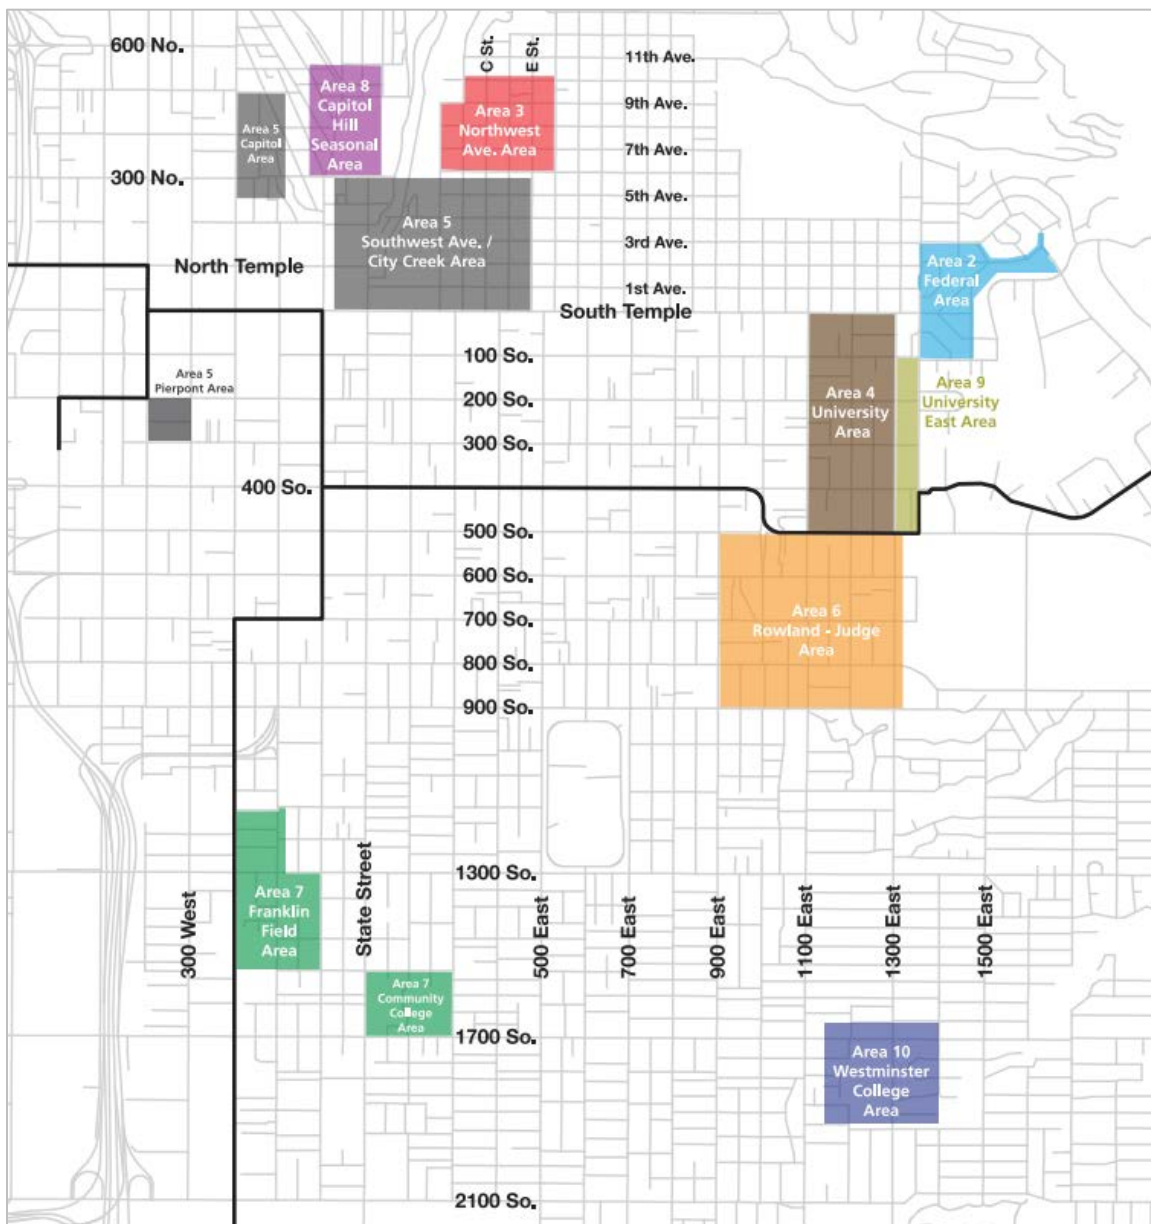 600 No.
C St.
E St.
11th Ave.
Area 8
Capitol
Hill
Seasonal
Area
Area 3
Northwest
Ave. Area
9th Ave.
Area 5
Capitol
Area
7th Ave.
300 No.
5th Ave.
Area 5
Southwest Ave. /
City Creek Area
3rd Ave.
North Temple
Area 2
Federal
Area
1st Ave.
South Temple
100 So.
Area 5
Pierpont Area
200 So.
Area 4
University
Area
Area 9
University
East Area
300 So.
400 So.
500 So.
600 So.
700 So.
Area 6
Rowland - Judge
Area
800 So.
900 So.
1300 So.
Area 7
Franklin
Field
Area
300 West
State Street
500 East
700 East
900 East
1100 East
1300 East
1500 East
Area 7
Community
College
Area
1700 So.
Area 10
Westminster
College
Area
2100 So.